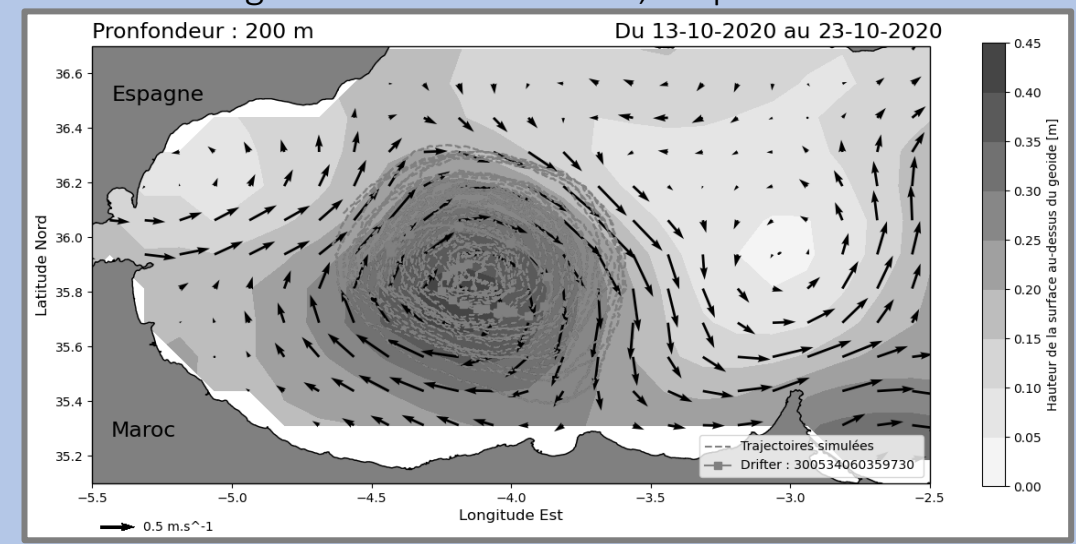 Pronfondeur : 200 m
Du 13-10-2020 au 23-10-2020
36.6
36.4
36.2
36.0
35.8
35.6
35.4
35.2
Latitude Nord
Espagne
Maroc
Trajectoires simulées
Drifter : 300534060359730
−5.5
−5.0
−4.5
−4.0
−3.5
−3.0
−2.5
Longitude Est
0.5 m.s^-1
0.45
0.40
0.35
0.30
0.25
0.20
0.15
0.10
0.05
0.00
Hauteur de la surface au-dessus du geoide [m]